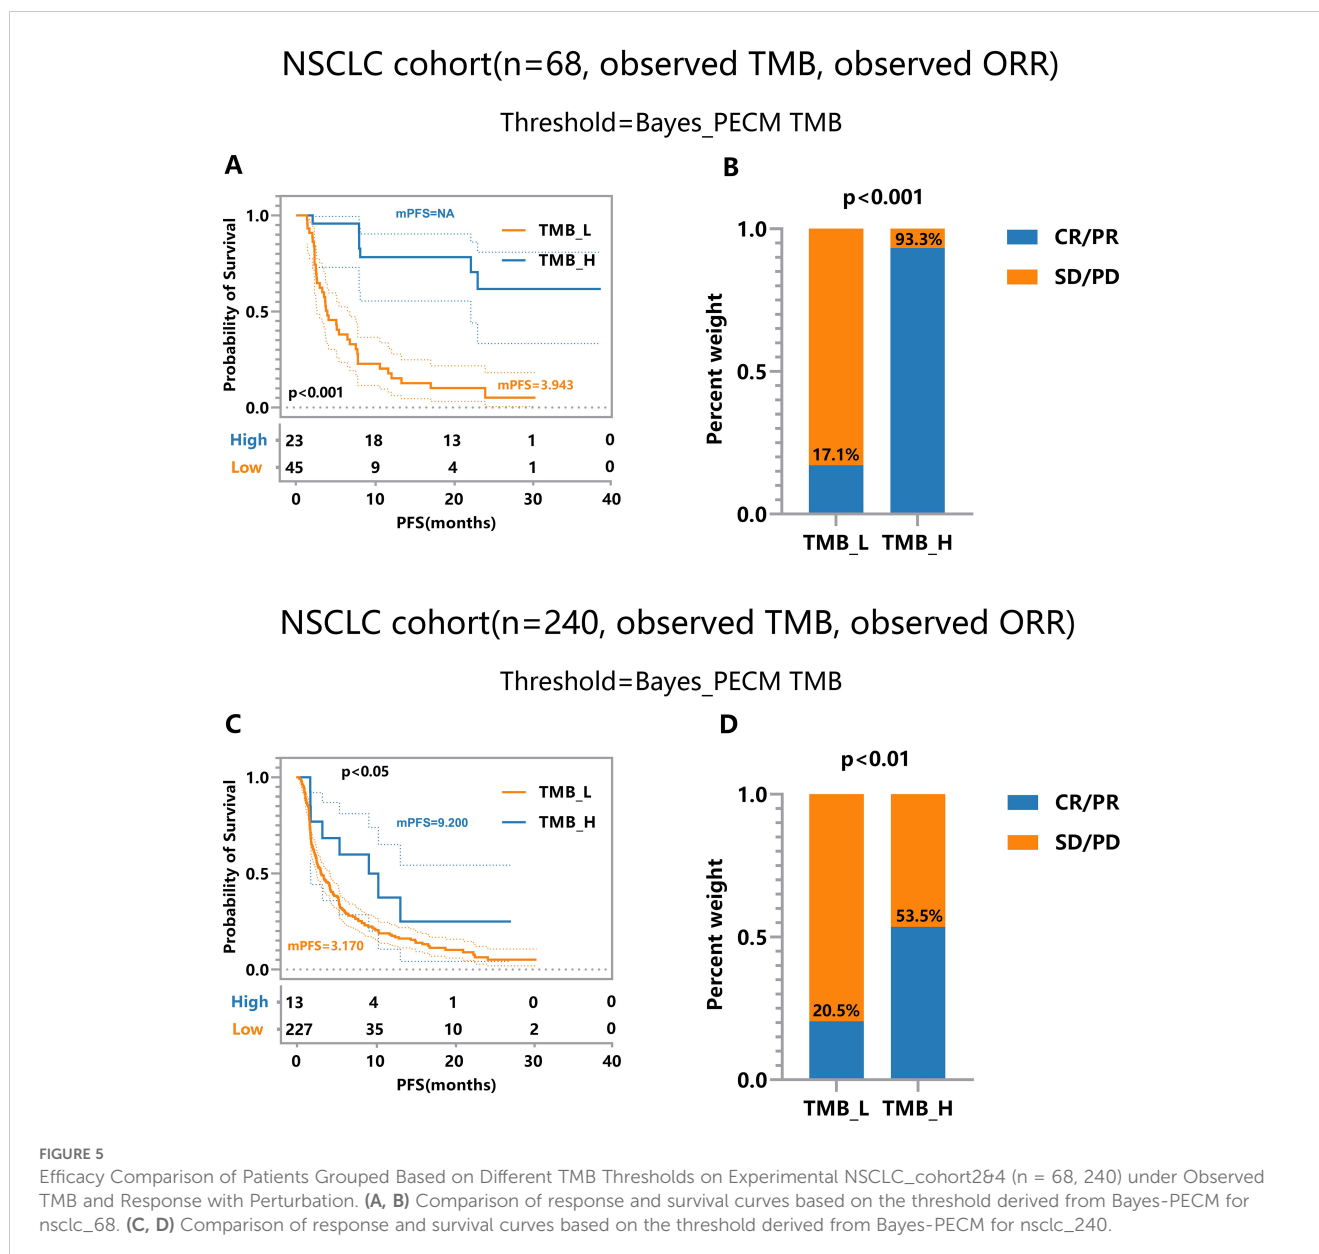 NSCLC cohort(n=68, observed TMB, observed ORR)
Threshold=Bayes_PECM TMB
A
mPFS=NA
TMB_L
TMB_H
1.0
0.5
0.0
Probability of Survival
p<0.001
mPFS=3.943
High 23 18 13 1 0
Low 45 9 4 1 0
0 10 20 30 40
PFS(months)
B
p<0.001
1.0
0.5
0.0
Percent weight
93.3%
17.1%
TMB_L TMB_H
CR/PR
SD/PD
NSCLC cohort(n=240, observed TMB, observed ORR)
Threshold=Bayes_PECM TMB
C
p<0.05
TMB_L
TMB_H
mPFS=9.200
1.0
0.5
0.0
Probability of Survival
mPFS=3.170
High 13 4 1 0 0
Low 227 35 10 2 0
0 10 20 30 40
PFS(months)
D
p<0.01
1.0
0.5
0.0
Percent weight
53.5%
20.5%
TMB_L TMB_H
CR/PR
SD/PD
FIGURE 5
Efficacy Comparison of Patients Grouped Based on Different TMB Thresholds on Experimental NSCLC_cohort2&4 (n = 68, 240) under Observed
TMB and Response with Perturbation. (A, B) Comparison of response and survival curves based on the threshold derived from Bayes-PECM for
nsclc_68. (C, D) Comparison of response and survival curves based on the threshold derived from Bayes-PECM for nsclc_240.